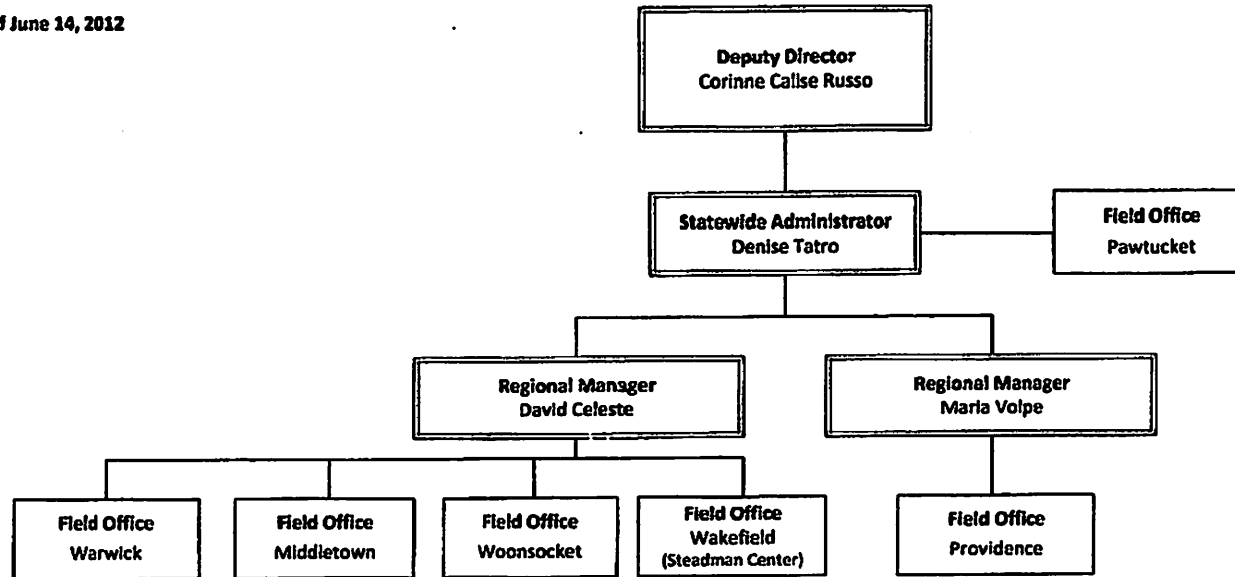 June 14, 2012
Deputy Director
Corinne Calise Russo
Statewide Administrator
Denise Tatro
Field Office
Pawtucket
Regional Manager
David Celeste
Regional Manager
Maria Volpe
Field Office
Warwick
Field Office
Middletown
Field Office
Woonsocket
Field Office
Wakefield
(Steadman Center)
Field Office
Providence